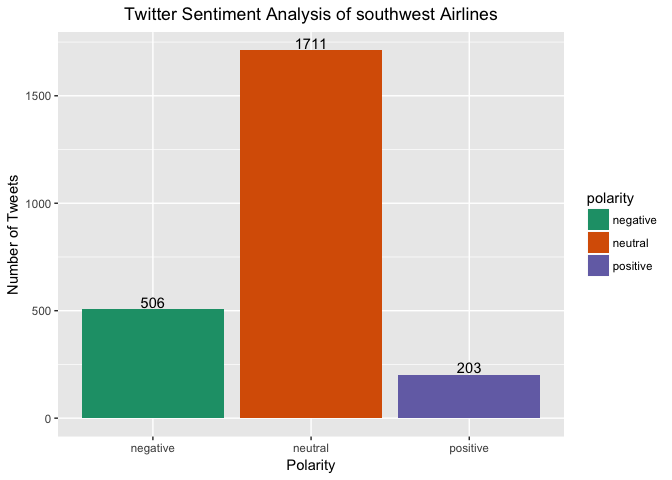 Twitter Sentiment Analysis of southwest Airlines
Number of Tweets
1500
1000
500
0
506
1711
203
negative
neutral
positive
Polarity
polarity
negative
neutral
positive